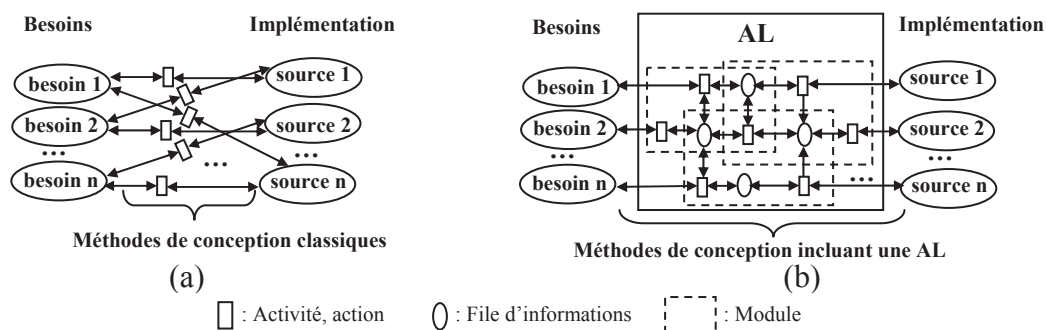 Besoins
Implémentation
besoin 1
besoin 2
...
besoin n
source 1
source 2
...
source n
...
Méthodes de conception classiques
(a)
Besoins
AL
Implémentation
besoin 1
besoin 2
...
besoin n
source 1
source 2
...
source n
...
Méthodes de conception incluant une AL
(b)
: Activité, action
: File d'informations
: Module